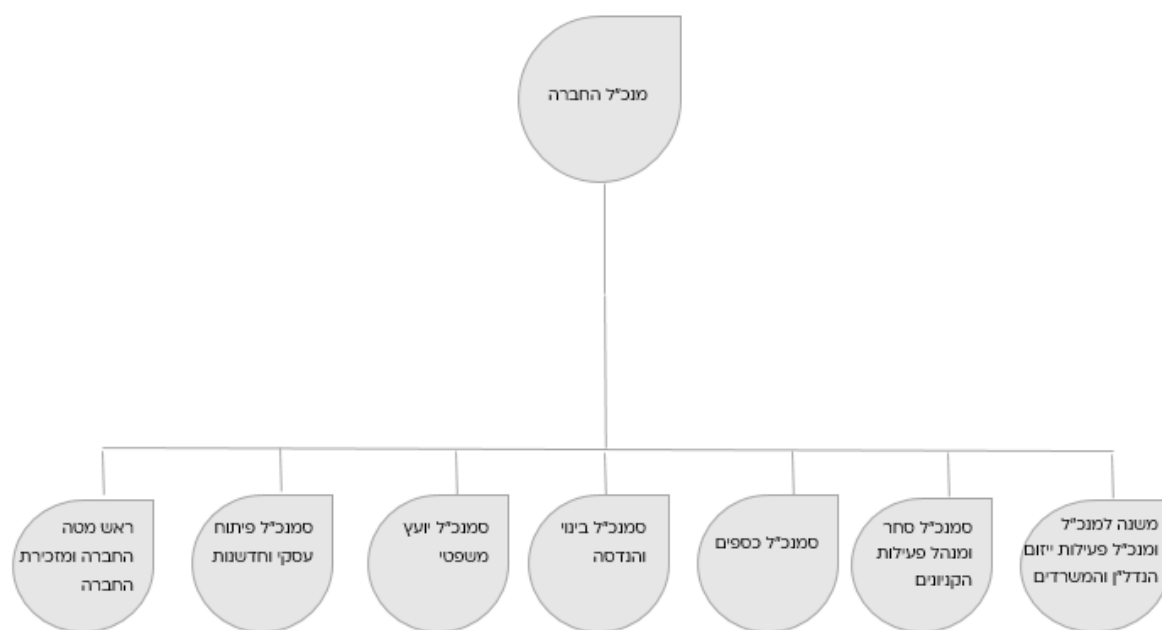 מנכ"ל החברה
משנה למנכ"ל
ומנכ"ל פעילות ייזום
הנדל"ן והמשרדים
סמנכ"ל סחר
ומנהל פעילות
הקניונים
סמנכ"ל כספים
סמנכ"ל בינוי
והנדסה
סמנכ"ל יועץ
משפטי
סמנכ"ל פיתוח
עסקי וחדשנות
ראש מטה
החברה ומזכירת
החברה